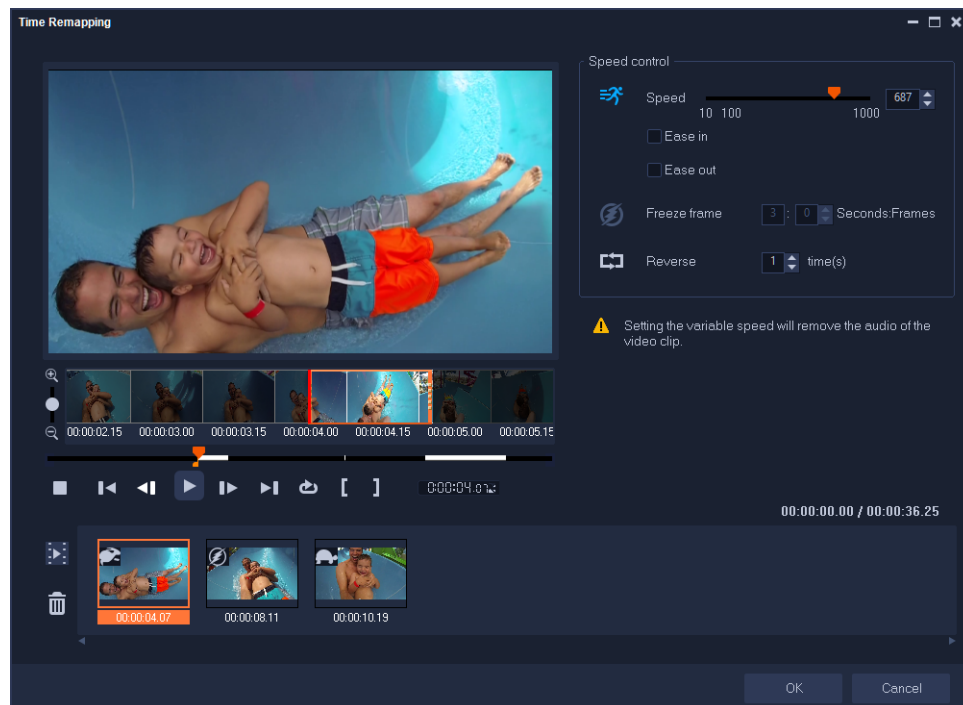 Time Remapping
Speed control
Speed
687
10 100 1000
Ease in
Ease out
Freeze frame 3 : 0 Seconds:Frames
Reverse 1 time(s)
Setting the variable speed will remove the audio of the
video clip.
00:00:02.15 00:00:03.00 00:00:03.15 00:00:04.00 00:00:04.15 00:00:05.00 00:00:05.15
0:00:04.07
00:00:00.00 / 00:00:36.25
00:00:04.07 00:00:08.11 00:00:10.19
OK Cancel